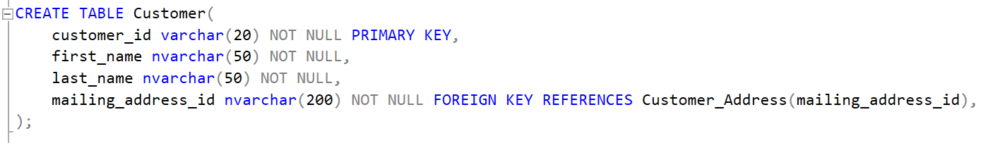 CREATE TABLE Customer(
    customer_id varchar(20) NOT NULL PRIMARY KEY,
    first_name nvarchar(50) NOT NULL,
    last_name nvarchar(50) NOT NULL,
    mailing_address_id nvarchar(200) NOT NULL FOREIGN KEY REFERENCES Customer_Address(mailing_address_id),
);